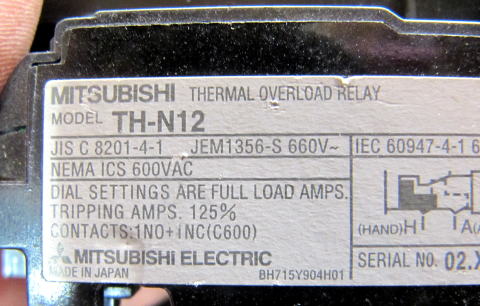 MITSUBISHI THERMAL OVERLOAD RELAY
MODEL TH-N12
JIS C 8201-4-1 JEM1356-S 660V~ IEC 60947-4-1 6
NEMA ICS 600VAC
DIAL SETTINGS ARE FULL LOAD AMPS.
TRIPPING AMPS. 125%
CONTACTS:1NO+1NC(C600)
(HAND)H A(A
MITSUBISHI ELECTRIC SERIAL NO. 02.X
MADE IN JAPAN BH715Y904H01